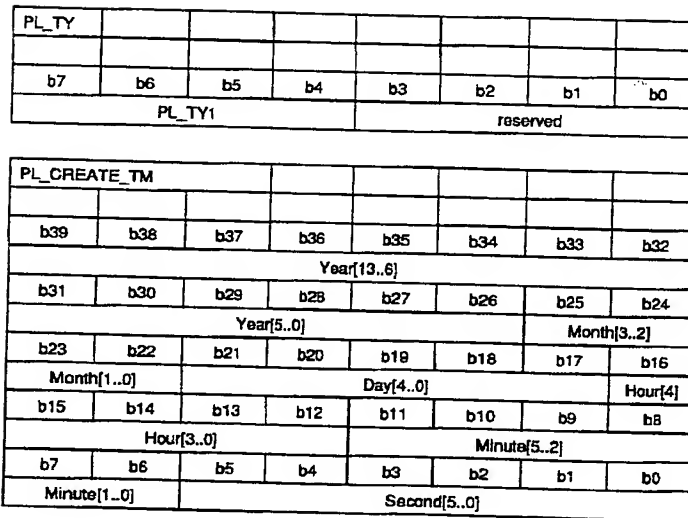 PL_TY
b7 b6 b5 b4 b3 b2 b1 b0
PL_TY1 reserved
PL_CREATE_TM
b39 b38 b37 b36 b35 b34 b33 b32
Year[13..6]
b31 b30 b29 b28 b27 b26 b25 b24
Year[5..0] Month[3..2]
b23 b22 b21 b20 b19 b18 b17 b16
Month[1..0] Day[4..0] Hour[4]
b15 b14 b13 b12 b11 b10 b9 b8
Hour[3..0] Minute[5..2]
b7 b6 b5 b4 b3 b2 b1 b0
Minute[1..0] Second[5..0]